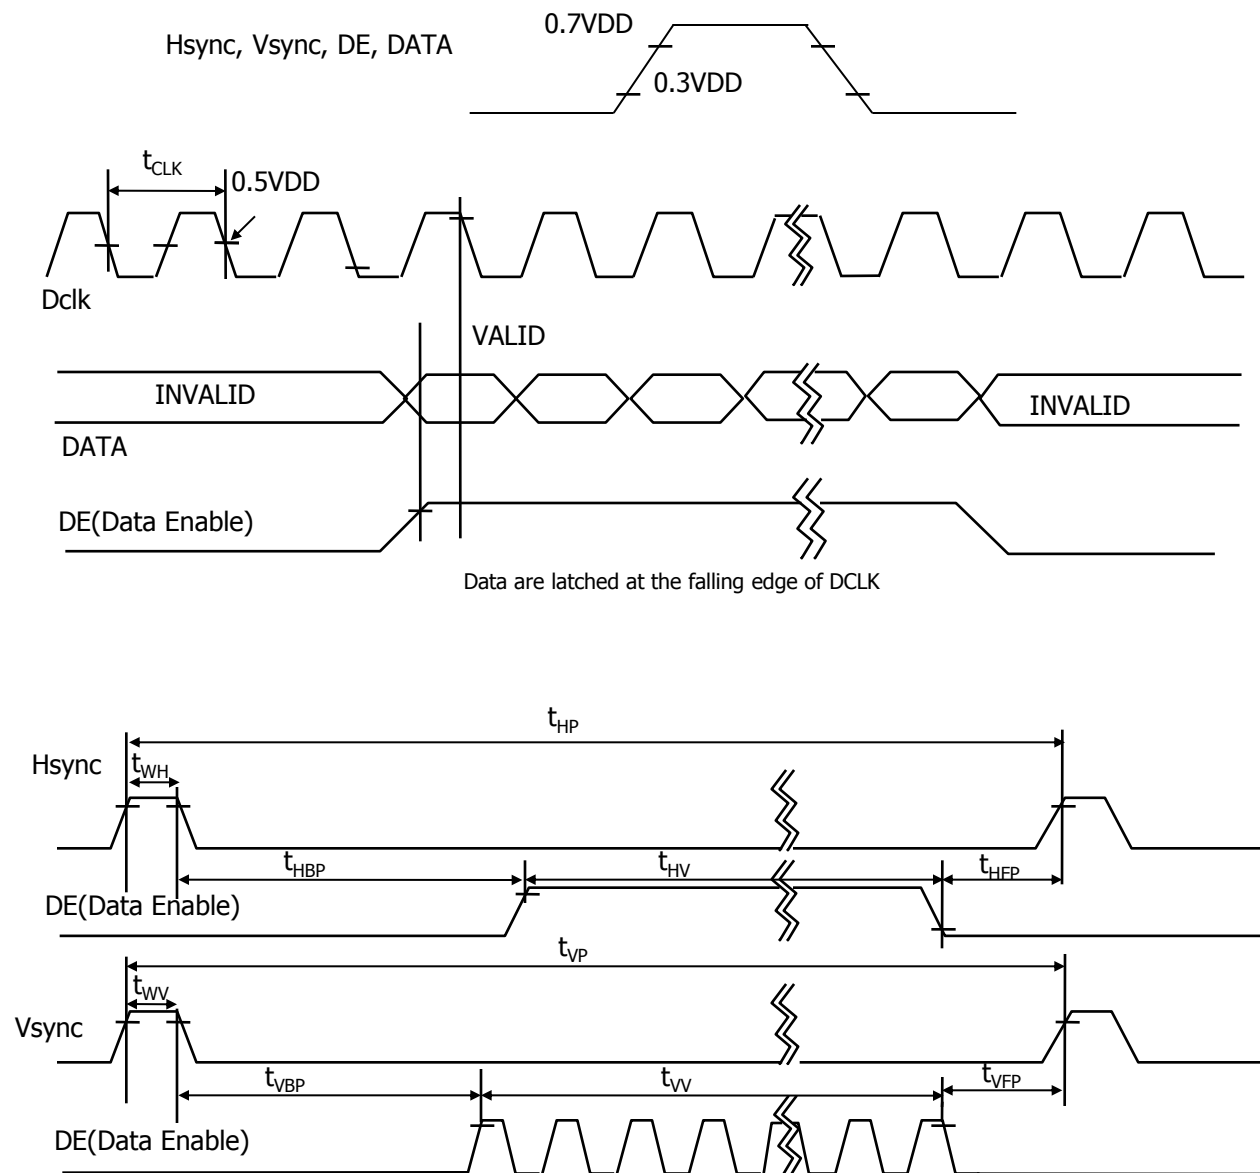 0.7VDD
Hsync, Vsync, DE, DATA
0.3VDD
tCLK
0.5VDD
Dclk
VALID
INVALID
INVALID
DATA
DE(Data Enable)
Data are latched at the falling edge of DCLK
tHP
Hsync
tWH
tHBP
tHV
tHFP
DE(Data Enable)
tVP
tWV
Vsync
tVBP
tVV
tVFP
DE(Data Enable)